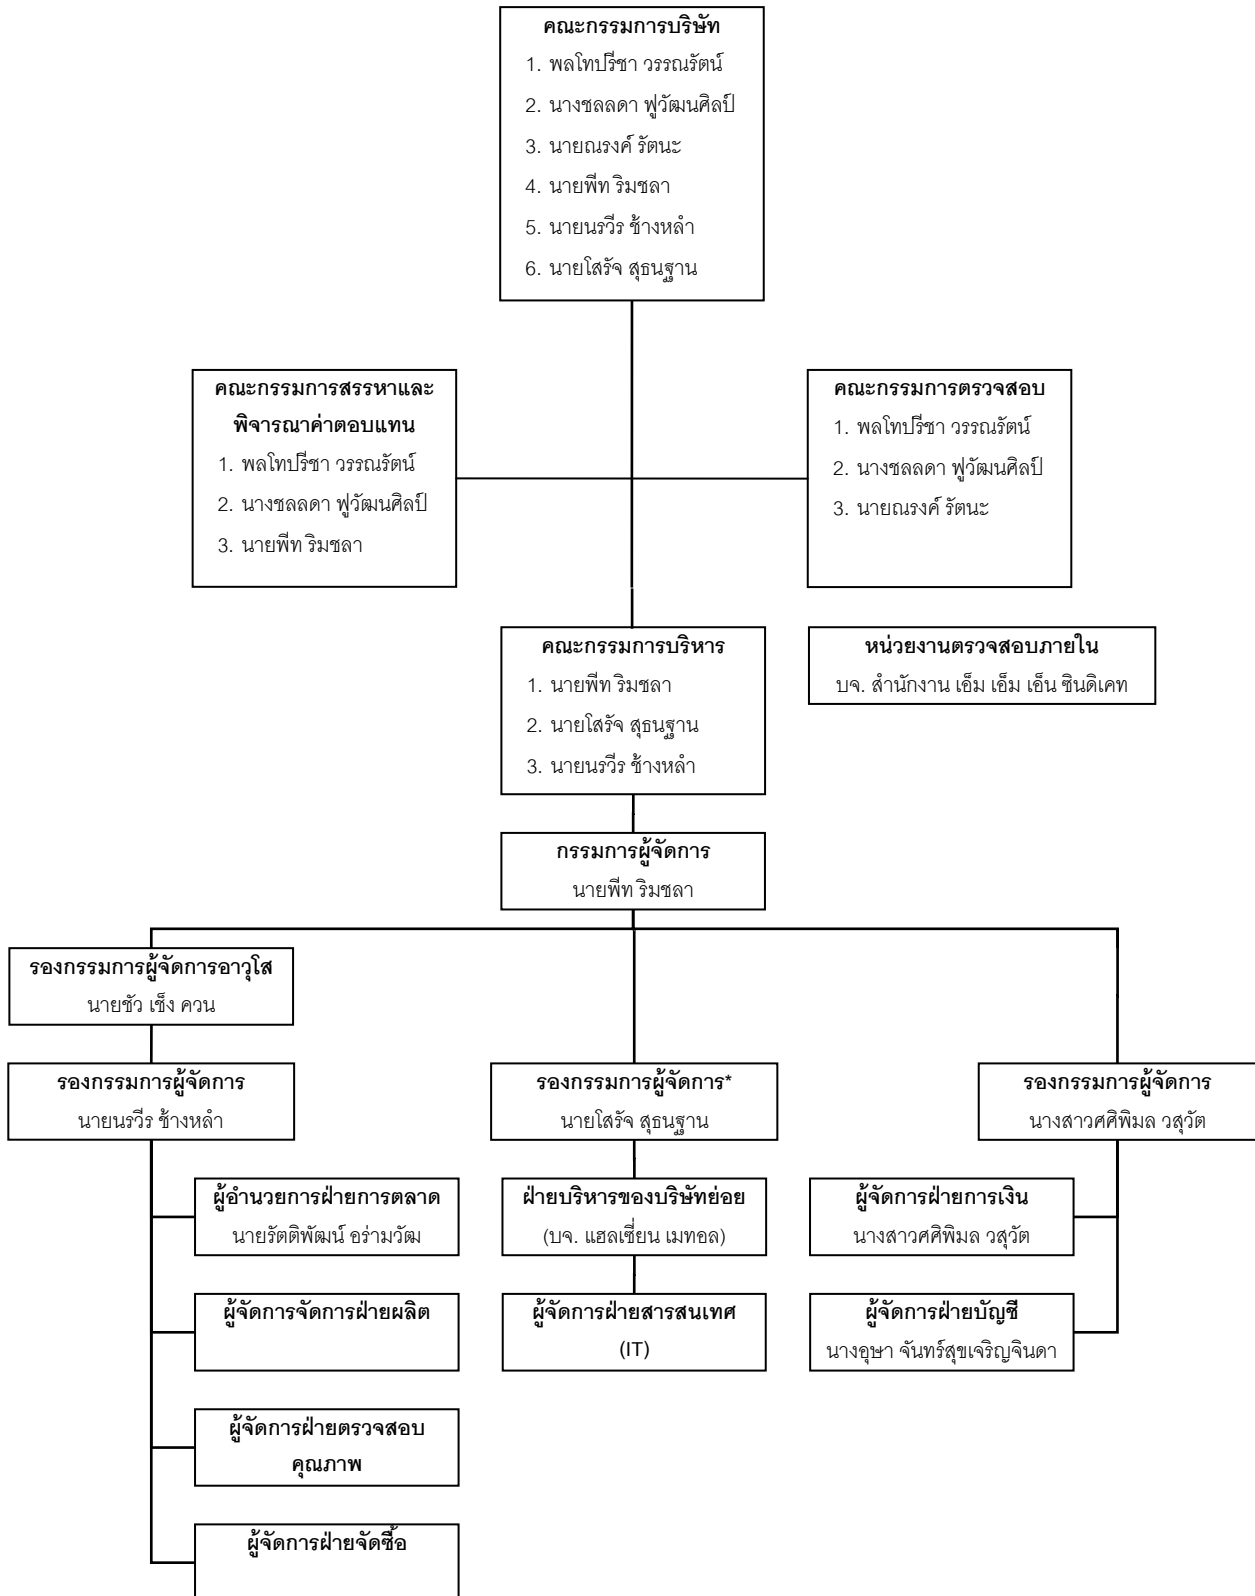 คณะกรรมการบริษัท
1. พลโทปรีชา วรรณรัตน์
2. นางชลลดา ฟูวัฒนศิลป์
3. นายณรงค์ รัตนะ
4. นายพีท ริมชลา
5. นายนรวีร ช้างหลำ
6. นายโสรัจ สุธนฐาน
คณะกรรมการสรรหาและ
พิจารณาค่าตอบแทน
1. พลโทปรีชา วรรณรัตน์
2. นางชลลดา ฟูวัฒนศิลป์
3. นายพีท ริมชลา
คณะกรรมการตรวจสอบ
1. พลโทปรีชา วรรณรัตน์
2. นางชลลดา ฟูวัฒนศิลป์
3. นายณรงค์ รัตนะ
คณะกรรมการบริหาร
1. นายพีท ริมชลา
2. นายโสรัจ สุธนฐาน
3. นายนรวีร ช้างหลำ
หน่วยงานตรวจสอบภายใน
บจ. สำนักงาน เอ็ม เอ็ม เอ็น ซินดิเคท
กรรมการผู้จัดการ
นายพีท ริมชลา
รองกรรมการผู้จัดการอาวุโส
นายชัว เช็ง ควน
รองกรรมการผู้จัดการ
นายนรวีร ช้างหลำ
รองกรรมการผู้จัดการ*
นายโสรัจ สุธนฐาน
รองกรรมการผู้จัดการ
นางสาวศศิพิมล วสุวัต
ผู้อำนวยการฝ่ายการตลาด
นายรัตติพัฒน์ อร่ามวัฒ
ฝ่ายบริหารของบริษัทย่อย
(บจ. แฮลเซี่ยน เมทอล)
ผู้จัดการฝ่ายการเงิน
นางสาวศศิพิมล วสุวัต
ผู้จัดการจัดการฝ่ายผลิต
ผู้จัดการฝ่ายสารสนเทศ
(IT)
ผู้จัดการฝ่ายบัญชี
นางอุษา จันทร์สุขเจริญจินดา
ผู้จัดการฝ่ายตรวจสอบ
คุณภาพ
ผู้จัดการฝ่ายจัดซื้อ